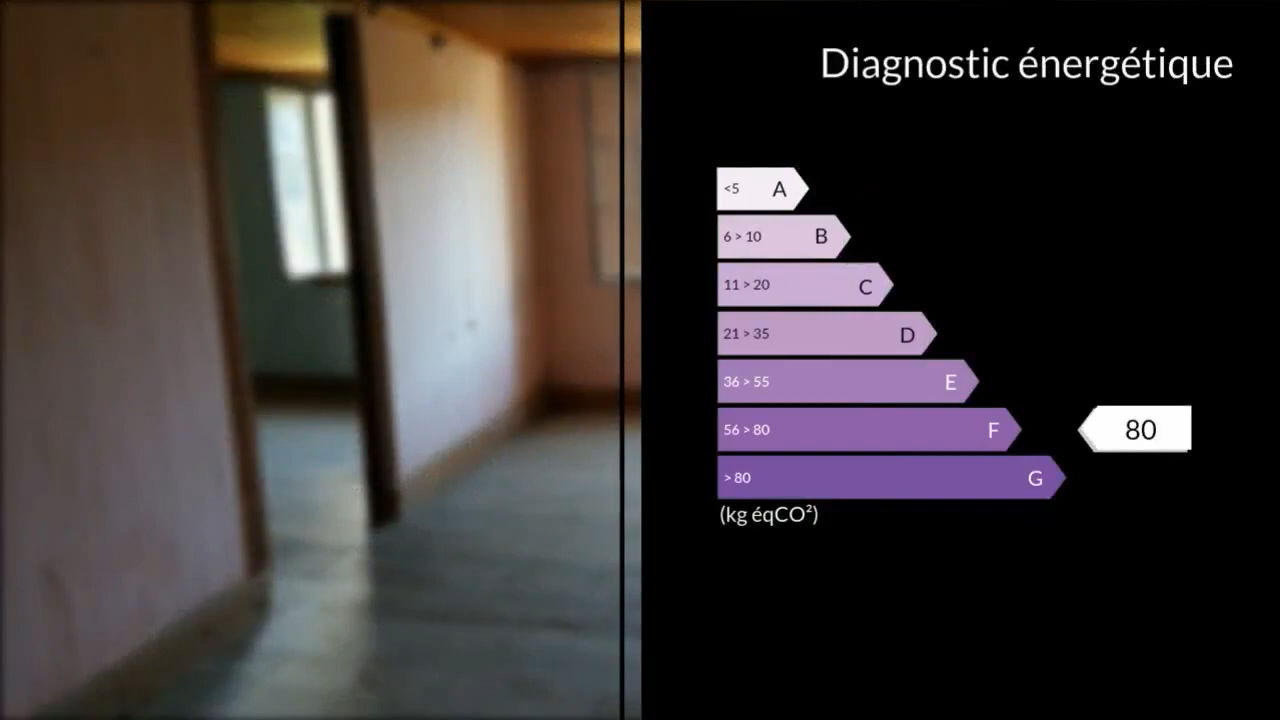 Diagnostic énergétique
<5 A
6 > 10 B
11 > 20 C
21 > 35 D
36 > 55 E
56 > 80 F 80
> 80 G
(kg éqCO²)